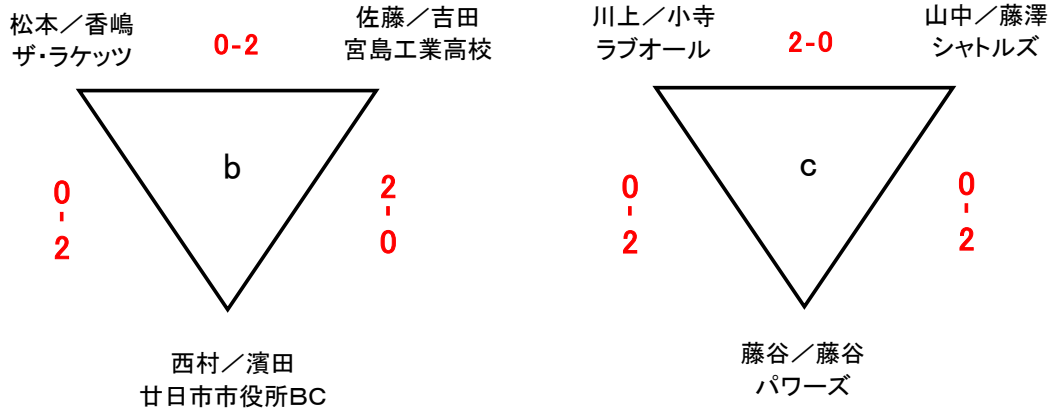 松本／香嶋
ザ・ラケッツ
0-2
佐藤／吉田
宮島工業高校
b
0-2
2-0
西村／濱田
廿日市市役所BC
川上／小寺
ラブオール
2-0
山中／藤澤
シャトルズ
c
0-2
0-2
藤谷／藤谷
パワーズ